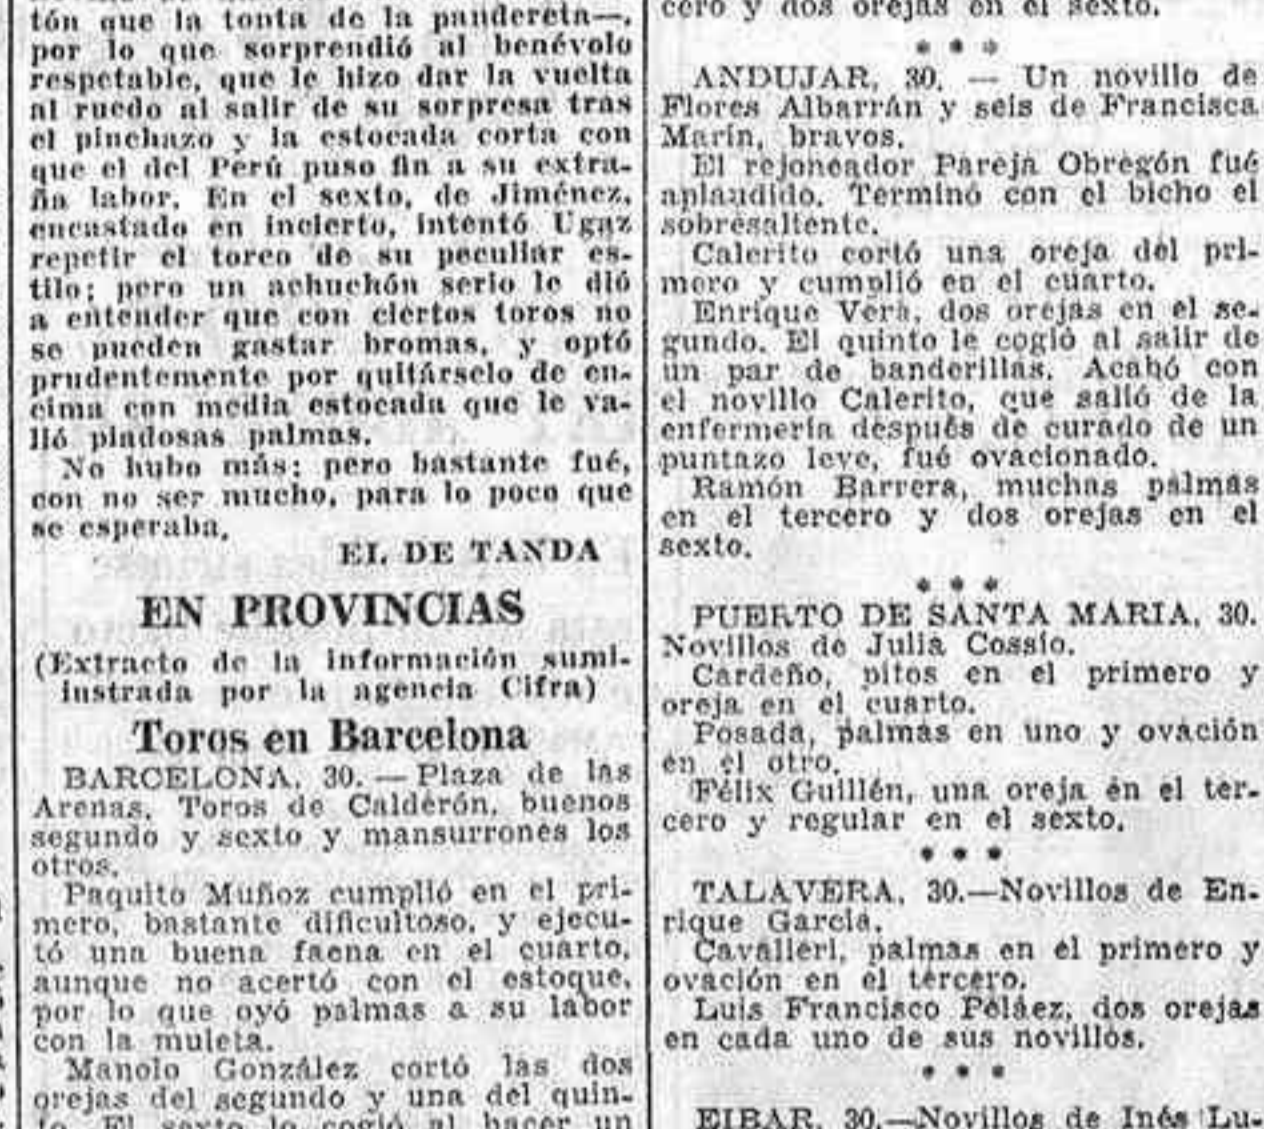 tón que la tonta de la pandereta—,
por lo que sorprendió al benévolo
respetable, que le hizo dar la vuelta
al ruedo al salir de su sorpresa tras
el pinchazo y la estocada corta con
que el del Perú puso fin a su extra-
ña labor. En el sexto, de Jiménez,
encastado en incierto, intentó Ugaz
repetir el toreo de su peculiar es-
tilo; pero un achuchón serio le dió
a entender que con ciertos toros no
se pueden gastar bromas, y optó
prudentemente por quitárselo de en-
cima con media estocada que le va-
lió piadosas palmas.
No hubo más; pero bastante fué,
con no ser mucho, para lo poco que
se esperaba.
EL DE TANDA
EN PROVINCIAS
(Extracto de la información sumi-
inistrada por la agencia Cifra)
Toros en Barcelona
BARCELONA, 30. — Plaza de las
Arenas. Toros de Calderón, buenos
segundo y sexto y mansurrones los
otros.
Paquito Muñoz cumplió en el pri-
mero, bastante dificultoso, y ejecu-
tó una buena faena en el cuarto,
aunque no acertó con el estoque,
por lo que oyó palmas a su labor
con la muleta.
Manolo González cortó las dos
orejas del segundo y una del quin-
to. El sexto lo cogió al hacer un
cero y dos orejas en el sexto.
* * *
ANDUJAR, 30. — Un novillo de
Flores Albarrán y seis de Francisca
Marín, bravos.
El rejoneador Pareja Obregón fué
aplaudido. Terminó con el bicho el
sobresaliente.
Calerito cortó una oreja del pri-
mero y cumplió en el cuarto.
Enrique Vera, dos orejas en el se-
gundo. El quinto le cogió al salir de
un par de banderillas. Acabó con
el novillo Calerito, que salió de la
enfermería después de curado de un
puntazo leve, fué ovacionado.
Ramón Barrera, muchas palmas
en el tercero y dos orejas en el
sexto.
* * *
PUERTO DE SANTA MARIA, 30.
Novillos de Julia Cossío.
Cardeño, pitos en el primero y
oreja en el cuarto.
Posada, palmas en uno y ovación
en el otro.
Félix Guillén, una oreja en el ter-
cero y regular en el sexto.
* * *
TALAVERA, 30.—Novillos de En-
rique García.
Cavalleri, palmas en el primero y
ovación en el tercero.
Luis Francisco Peláez, dos orejas
en cada uno de sus novillos.
* * *
EIBAR, 30.—Novillos de Inés Lu-